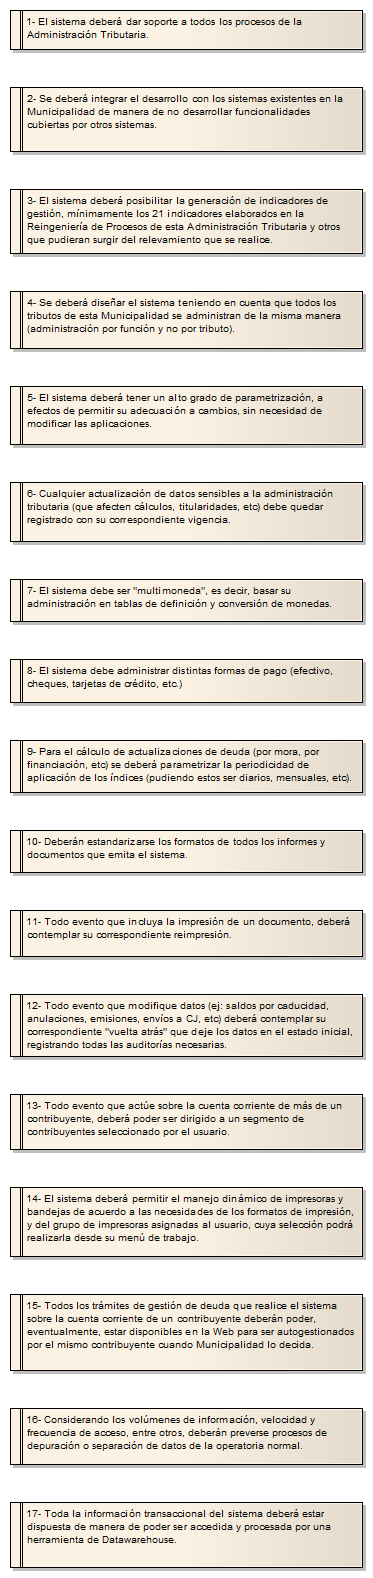 1- El sistema deberá dar soporte a todos los procesos de la
Administración Tributaria.
2- Se deberá integrar el desarrollo con los sistemas existentes en la
Municipalidad de manera de no desarrollar funcionalidades
cubiertas por otros sistemas.
3- El sistema deberá posibilitar la generación de indicadores de
gestión, mínimamente los 21 indicadores elaborados en la
Reingeniería de Procesos de esta Administración Tributaria y otros
que pudieran surgir del relevamiento que se realice.
4- Se deberá diseñar el sistema teniendo en cuenta que todos los
tributos de esta Municipalidad se administran de la misma manera
(administración por función y no por tributo).
5- El sistema deberá tener un alto grado de parametrización, a
efectos de permitir su adecuación a cambios, sin necesidad de
modificar las aplicaciones.
6- Cualquier actualización de datos sensibles a la administración
tributaria (que afecten cálculos, titularidades, etc) debe quedar
registrado con su correspondiente vigencia.
7- El sistema debe ser "multimoneda", es decir, basar su
administración en tablas de definición y conversión de monedas.
8- El sistema debe administrar distintas formas de pago (efectivo,
cheques, tarjetas de crédito, etc.)
9- Para el cálculo de actualizaciones de deuda (por mora, por
financiación, etc) se deberá parametrizar la periodicidad de
aplicación de los índices (pudiendo estos ser diarios, mensuales, etc).
10- Deberán estandarizarse los formatos de todos los informes y
documentos que emita el sistema.
11- Todo evento que incluya la impresión de un documento, deberá
contemplar su correspondiente reimpresión.
12- Todo evento que modifique datos (ej: saldos por caducidad,
anulaciones, emisiones, envíos a CJ, etc) deberá contemplar su
correspondiente "vuelta atrás" que deje los datos en el estado inicial,
registrando todas las auditorías necesarias.
13- Todo evento que actúe sobre la cuenta corriente de más de un
contribuyente, deberá poder ser dirigido a un segmento de
contribuyentes seleccionado por el usuario.
14- El sistema deberá permitir el manejo dinámico de impresoras y
bandejas de acuerdo a las necesidades de los formatos de impresión,
y del grupo de impresoras asignadas al usuario, cuya selección podrá
realizarla desde su menú de trabajo.
15- Todos los trámites de gestión de deuda que realice el sistema
sobre la cuenta corriente de un contribuyente deberán poder,
eventualmente, estar disponibles en la Web para ser autogestionados
por el mismo contribuyente cuando Municipalidad lo decida.
16- Considerando los volúmenes de información, velocidad y
frecuencia de acceso, entre otros, deberán preverse procesos de
depuración o separación de datos de la operatoria normal.
17- Toda la información transaccional del sistema deberá estar
dispuesta de manera de poder ser accedida y procesada por una
herramienta de Datawarehouse.